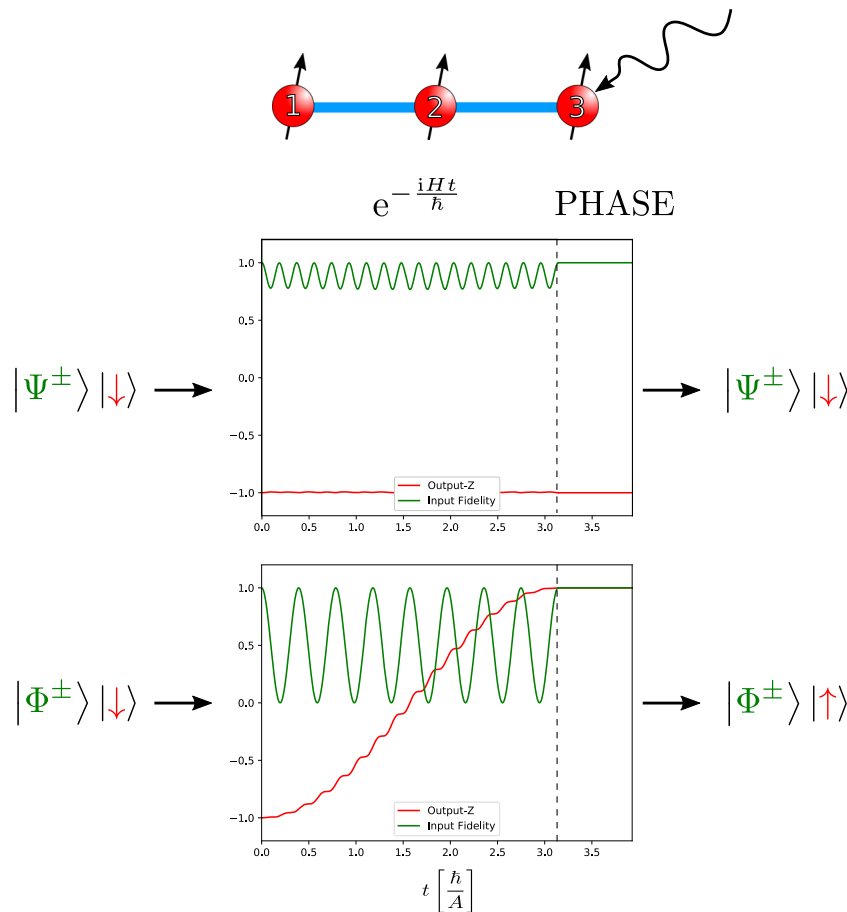 1 2 3
e^{-\frac{iHt}{\hbar}} PHASE
1.0
0.5
0.0
−0.5
−1.0
Output-Z
Input Fidelity
0.0 0.5 1.0 1.5 2.0 2.5 3.0 3.5
|Ψ^±⟩|↓⟩
|Ψ^±⟩|↓⟩
1.0
0.5
0.0
−0.5
−1.0
Output-Z
Input Fidelity
0.0 0.5 1.0 1.5 2.0 2.5 3.0 3.5
|Φ^±⟩|↓⟩
|Φ^±⟩|↑⟩
t [ℏ/A]